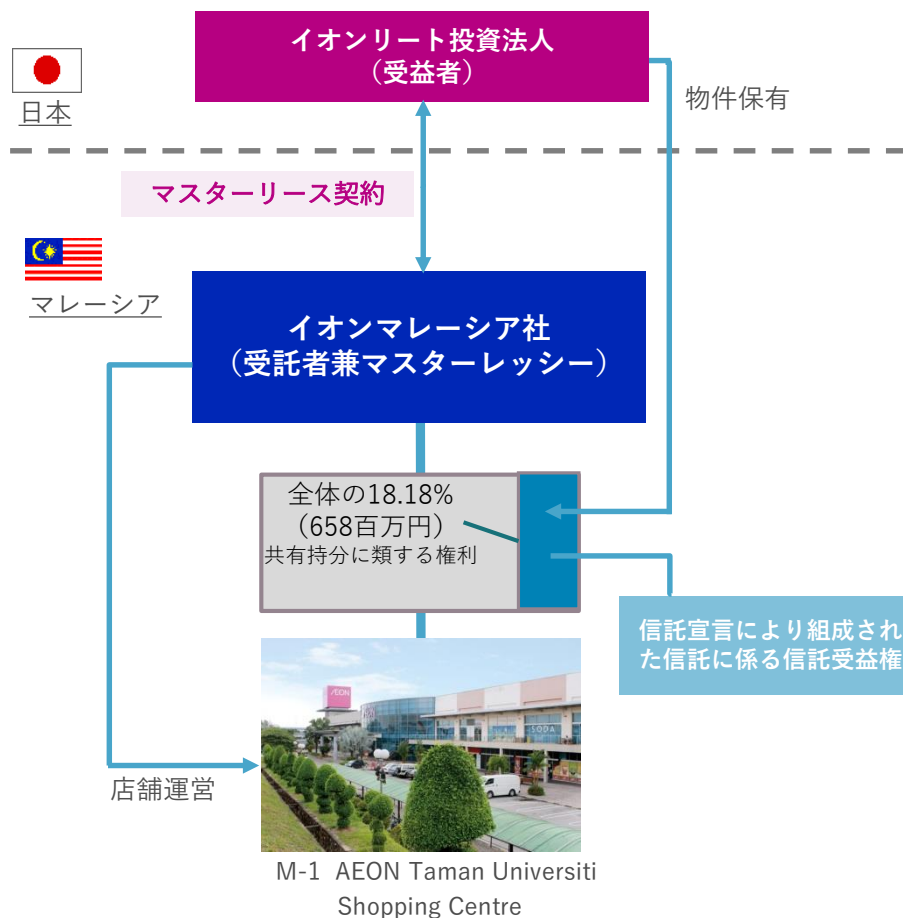 イオンリート投資法人
（受益者）
日本
物件保有
マスターリース契約
マレーシア
イオンマレーシア社
（受託者兼マスターレッシー）
全体の18.18%
（658百万円）
共有持分に類する権利
信託宣言により組成され
た信託に係る信託受益権
ÆON
SODA
店舗運営
M-1 AEON Taman Universiti
Shopping Centre